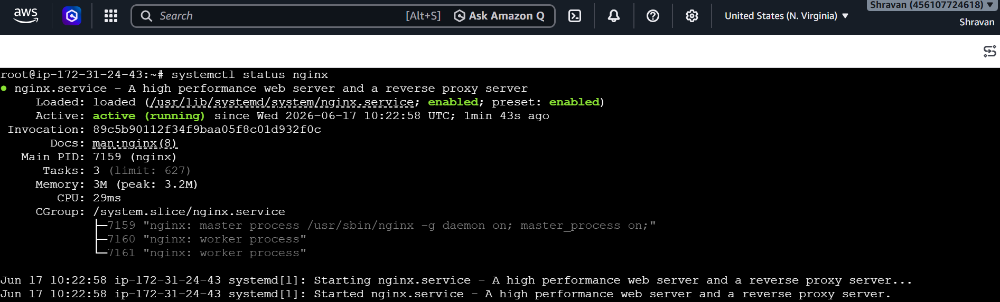 aws
Search [Alt+S] Ask Amazon Q
United States (N. Virginia) ▼
Shravan (456107724618) ▼
Shravan
root@ip-172-31-24-43:~# systemctl status nginx
● nginx.service - A high performance web server and a reverse proxy server
Loaded: loaded (/usr/lib/systemd/system/nginx.service; enabled; preset: enabled)
Active: active (running) since Wed 2026-06-17 10:22:58 UTC; 1min 43s ago
Invocation: 89c5b90112f34f9baa05f8c01d932f0c
Docs: man:nginx(8)
Main PID: 7159 (nginx)
Tasks: 3 (limit: 627)
Memory: 3M (peak: 3.2M)
CPU: 29ms
CGroup: /system.slice/nginx.service
├─7159 "nginx: master process /usr/sbin/nginx -g daemon on; master_process on;"
├─7160 "nginx: worker process"
└─7161 "nginx: worker process"
Jun 17 10:22:58 ip-172-31-24-43 systemd[1]: Starting nginx.service - A high performance web server and a reverse proxy server...
Jun 17 10:22:58 ip-172-31-24-43 systemd[1]: Started nginx.service - A high performance web server and a reverse proxy server.